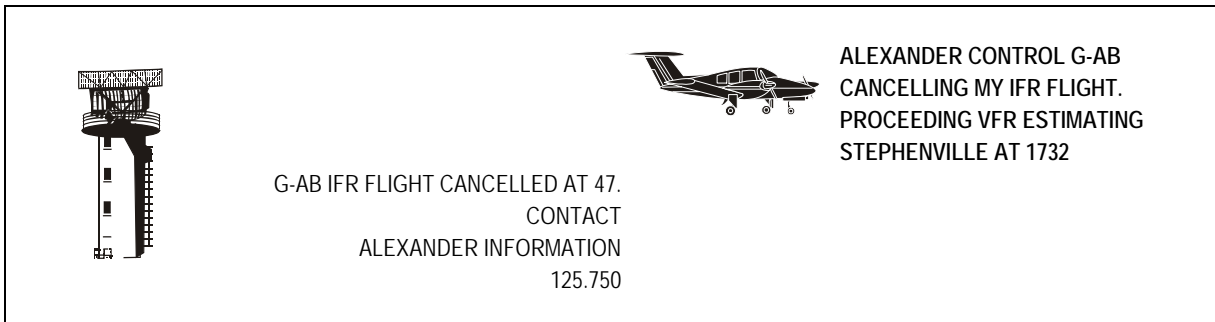 ALEXANDER CONTROL G-AB
CANCELLING MY IFR FLIGHT.
PROCEEDING VFR ESTIMATING
STEPHENVILLE AT 1732
G-AB IFR FLIGHT CANCELLED AT 47.
CONTACT
ALEXANDER INFORMATION
125.750